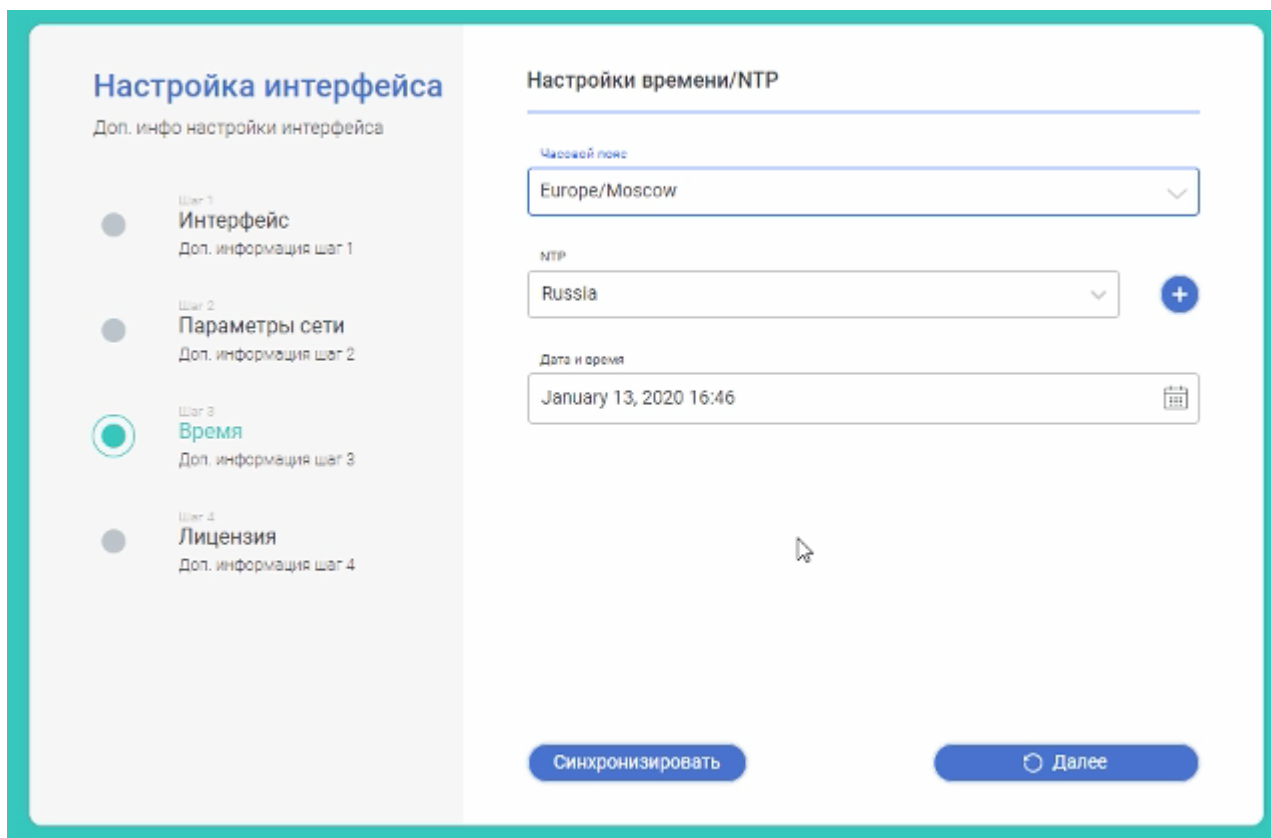 Настройка интерфейса
Доп. инфо настройки интерфейса
Шаг 1
Интерфейс
Доп. информация шаг 1
Шаг 2
Параметры сети
Доп. информация шаг 2
Шаг 3
Время
Доп. информация шаг 3
Шаг 4
Лицензия
Доп. информация шаг 4
Настройки времени/NTP
Часовой пояс
Europe/Moscow
NTP
Russia
Дата и время
January 13, 2020 16:46
Синхронизировать
Далее